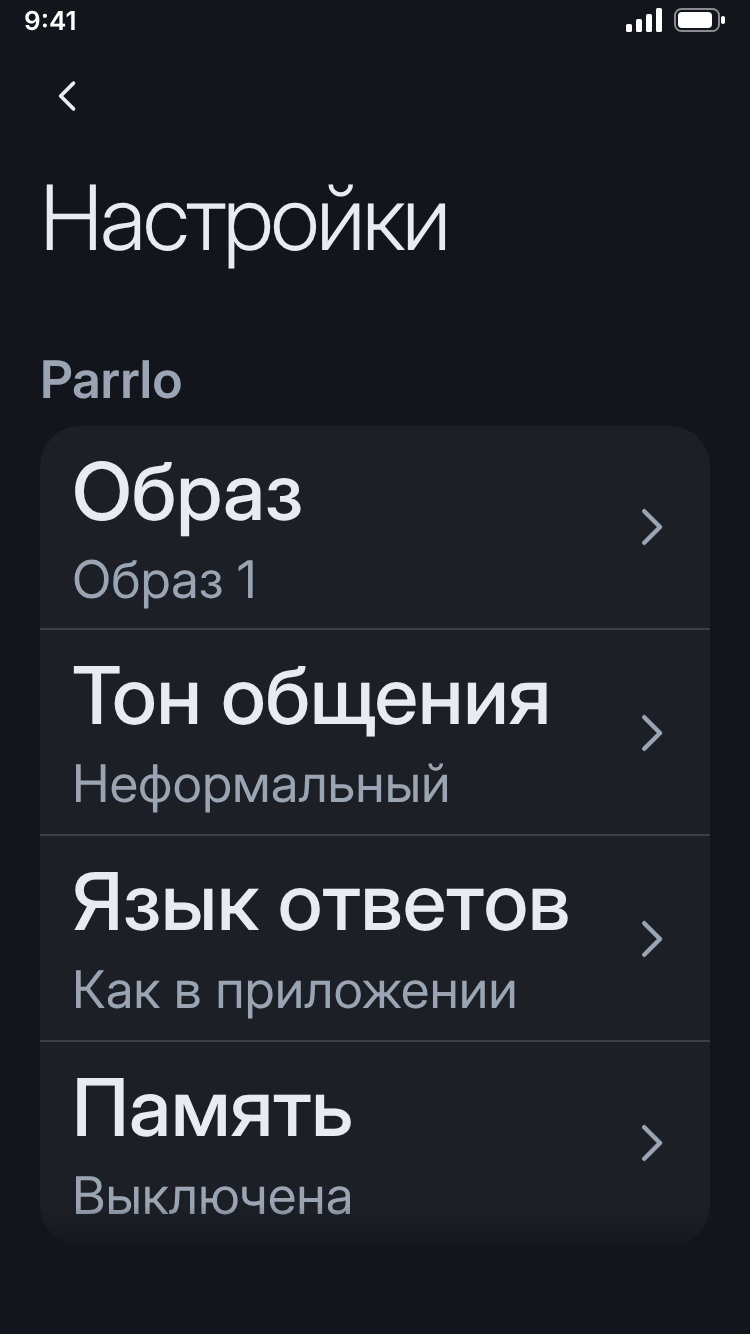 9:41
Настройки
Parrlo
Образ
Образ 1
Тон общения
Неформальный
Язык ответов
Как в приложении
Память
Выключена